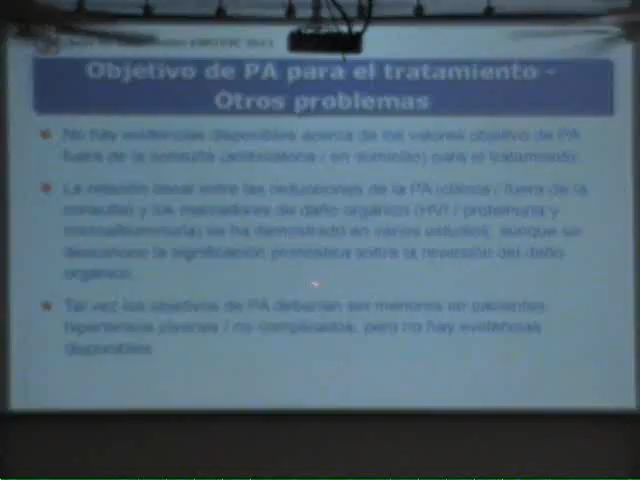 Objetivo de PA para el tratamiento -
Otros problemas
No hay evidencias disponibles acerca de los valores objetivo de PA
fuera de la consulta (ambulatoria / en domicilio) para el tratamiento.
La relación lineal entre las reducciones de la PA (clínica / fuera de la
consulta) y los marcadores de daño orgánico (HVI / proteinuria y
microalbuminuria) se ha demostrado en varios estudios, aunque se
desconoce la significación pronóstica sobre la reversión del daño
orgánico.
Tal vez los objetivos de PA deberían ser menores en pacientes
hipertensos jóvenes / no complicados, pero no hay evidencias
disponibles.